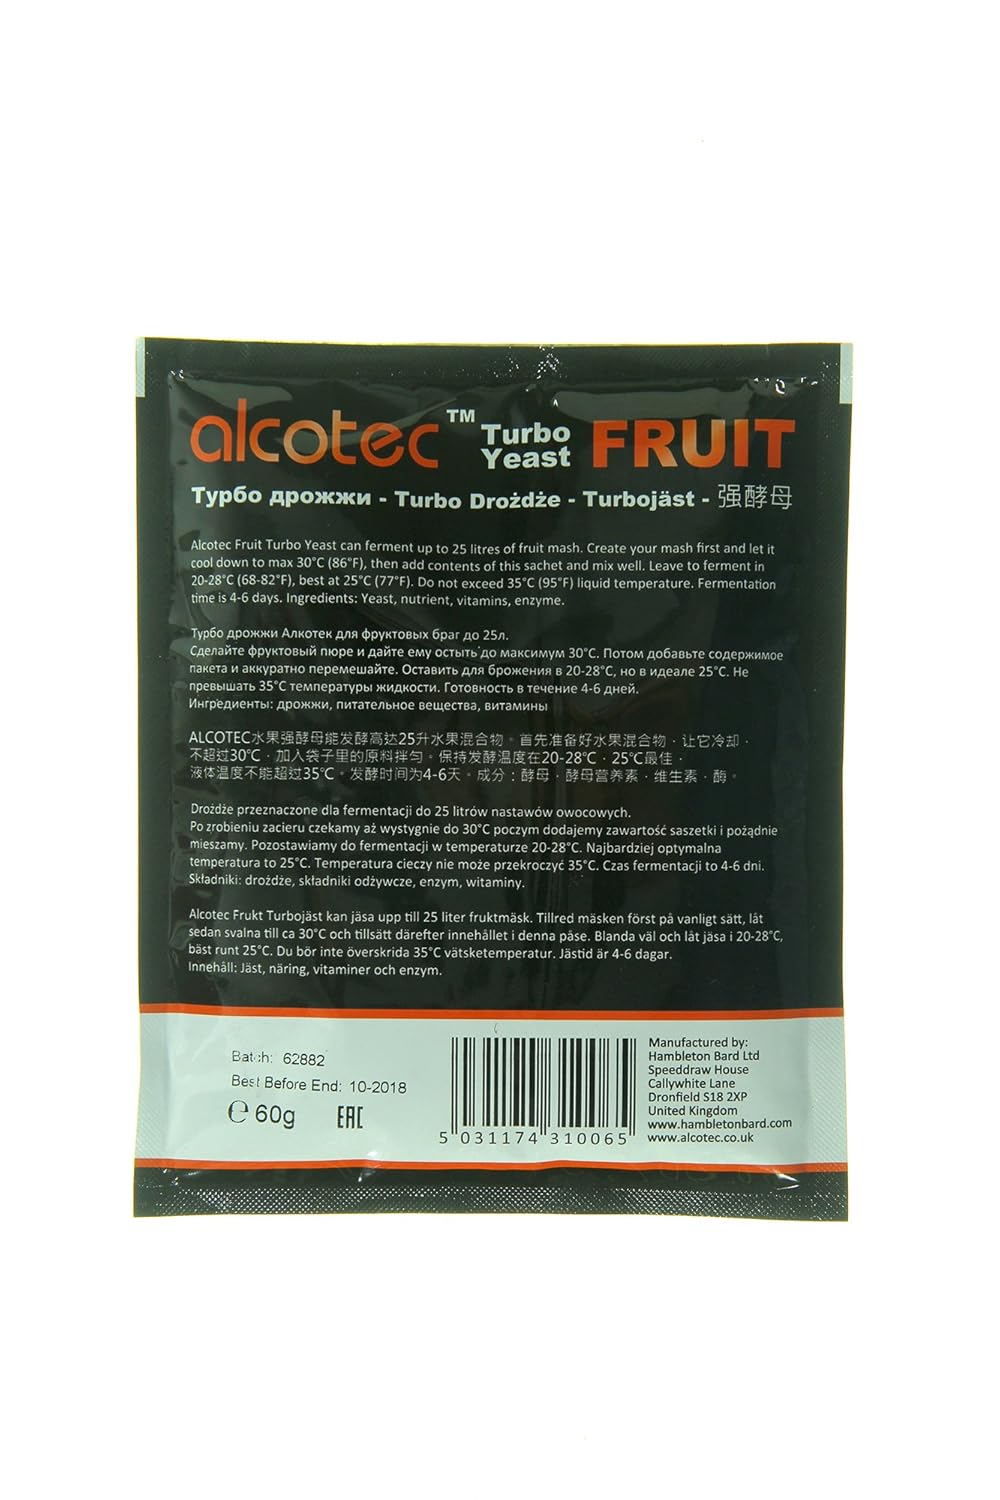 alcotec™ Turbo Yeast FRUIT
Турбо дрожжи - Turbo Drożdże - Turbojäst - 强酵母
Alcotec Fruit Turbo Yeast can ferment up to 25 litres of fruit mash. Create your mash first and let it
cool down to max 30°C (86°F), then add contents of this sachet and mix well. Leave to ferment in
20-28°C (68-82°F), best at 25°C (77°F). Do not exceed 35°C (95°F) liquid temperature. Fermentation
time is 4-6 days. Ingredients: Yeast, nutrient, vitamins, enzyme.
Турбо дрожжи Алкотек для фруктовых браг до 25л.
Сделайте фруктовый пюре и дайте ему остыть до максимум 30°C. Потом добавьте содержимое
пакета и аккуратно перемешайте. Оставить для брожения в 20-28°C, но в идеале 25°C. Не
превышать 35°C температуры жидкости. Готовность в течение 4-6 дней.
Ингредиенты: дрожжи, питательные вещества, витамины
ALCOTEC水果强酵母能发酵高达25升水果混合物。首先准备好水果混合物，让它冷却，
不超过30°C，加入袋子里的原料拌匀。保持发酵温度在20-28°C，25°C最佳，
液体温度不能超过35°C。发酵时间为4-6天。成分：酵母，酵母营养素，维生素，酶。
Drożdże przeznaczone dla fermentacji do 25 litrów nastawów owocowych.
Po zrobieniu zacieru czekamy aż wystygnie do 30°C poczym dodajemy zawartość saszetki i pożądnie
mieszamy. Pozostawiamy do fermentacji w temperaturze 20-28°C. Najbardziej optymalna
temperatura to 25°C. Temperatura cieczy nie może przekroczyć 35°C. Czas fermentacji to 4-6 dni.
Składniki: drożdże, składniki odżywcze, enzym, witaminy.
Alcotec Frukt Turbojäst kan jäsa upp till 25 liter fruktmäsk. Tillred mäsken först på vanligt sätt, låt
sedan svalna till ca 30°C och tillsätt därefter innehållet i denna påse. Blanda väl och låt jäsa i 20-28°C,
bäst runt 25°C. Du bör inte överskrida 35°C vätsketemperatur. Jästid är 4-6 dagar.
Innehåll: Jäst, näring, vitaminer och enzym.
Batch: 62882
Best Before End: 10-2018
℮ 60g EAC
5 031174 310065
Manufactured by:
Hambleton Bard Ltd
Speeddraw House
Callywhite Lane
Dronfield S18 2XP
United Kingdom
www.hambletonbard.com
www.alcotec.co.uk